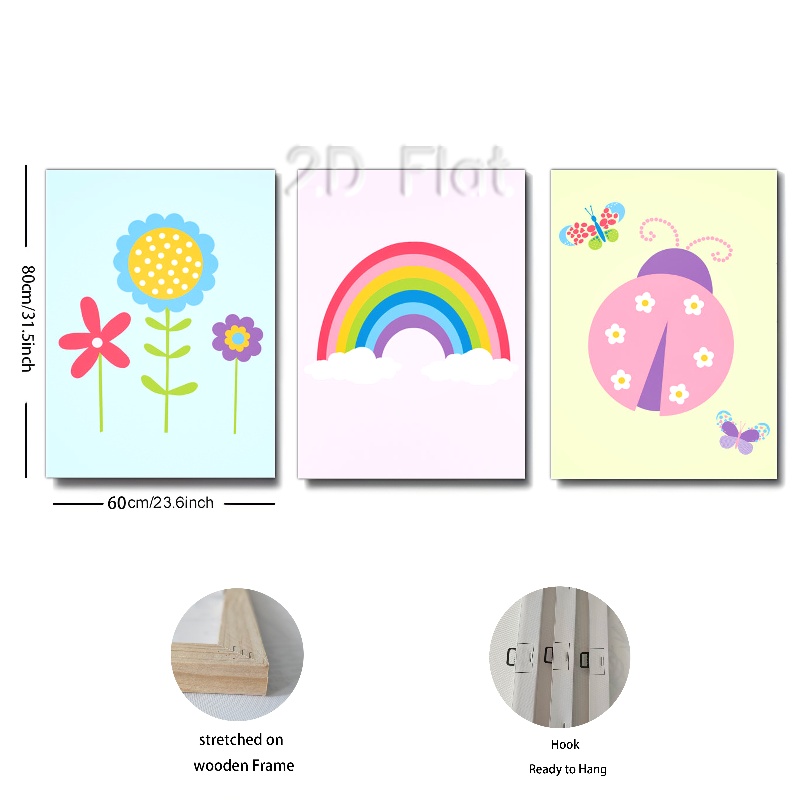 2D Flat
80cm/31.5inch
60cm/23.6inch
stretched on
wooden Frame
Hook
Ready to Hang